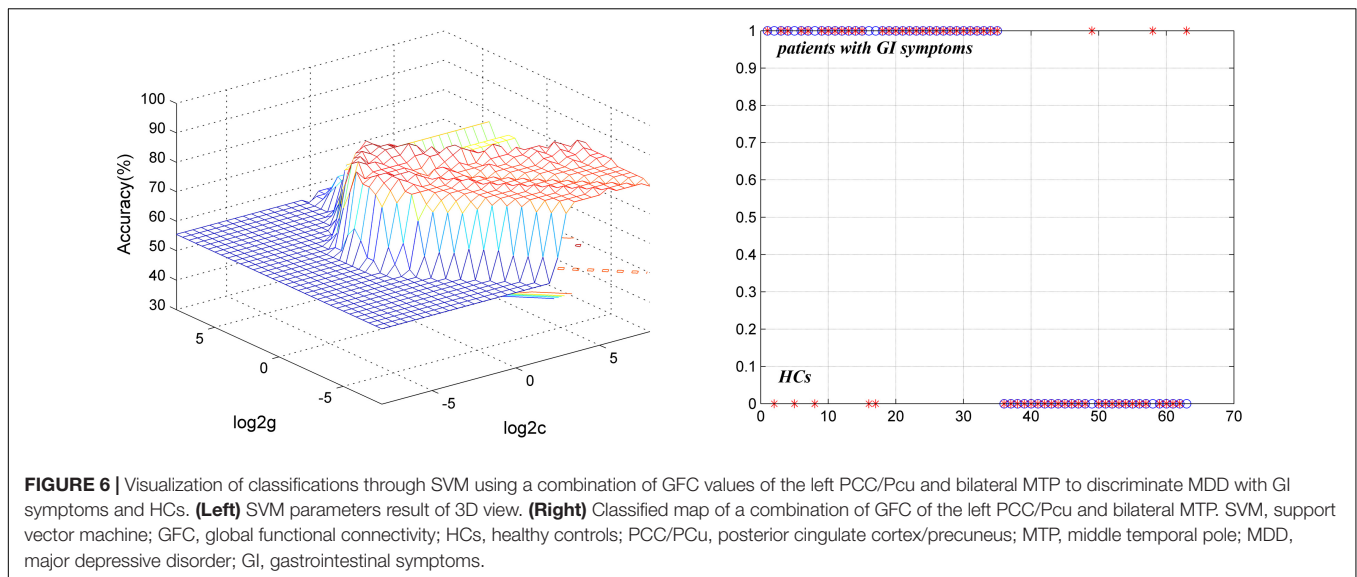 100
90
80
70
60
50
40
30
Accuracy(%)
5
0
-5
log2g
-5
0
5
log2c
1
0.9
0.8
0.7
0.6
0.5
0.4
0.3
0.2
0.1
0
patients with GI symptoms
HCs
0 10 20 30 40 50 60 70
FIGURE 6 | Visualization of classifications through SVM using a combination of GFC values of the left PCC/Pcu and bilateral MTP to discriminate MDD with GI
symptoms and HCs. (Left) SVM parameters result of 3D view. (Right) Classified map of a combination of GFC of the left PCC/Pcu and bilateral MTP. SVM, support
vector machine; GFC, global functional connectivity; HCs, healthy controls; PCC/PCu, posterior cingulate cortex/precuneus; MTP, middle temporal pole; MDD,
major depressive disorder; GI, gastrointestinal symptoms.